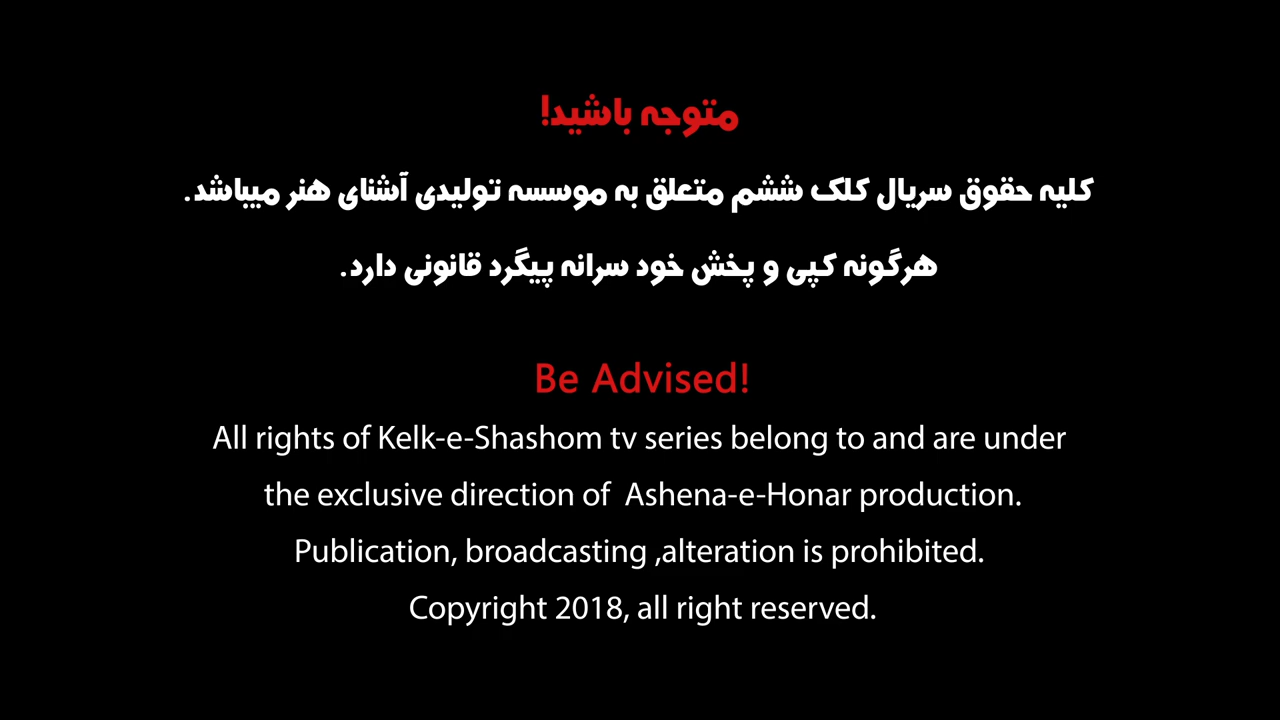 متوجه باشید!
کلیه حقوق سریال کلک ششم متعلق به موسسه تولیدی آشنای هنر میباشد.
هرگونه کپی و پخش خود سرانه پیگرد قانونی دارد.
Be Advised!
All rights of Kelk-e-Shashom tv series belong to and are under
the exclusive direction of  Ashena-e-Honar production.
Publication, broadcasting ,alteration is prohibited.
Copyright 2018, all right reserved.